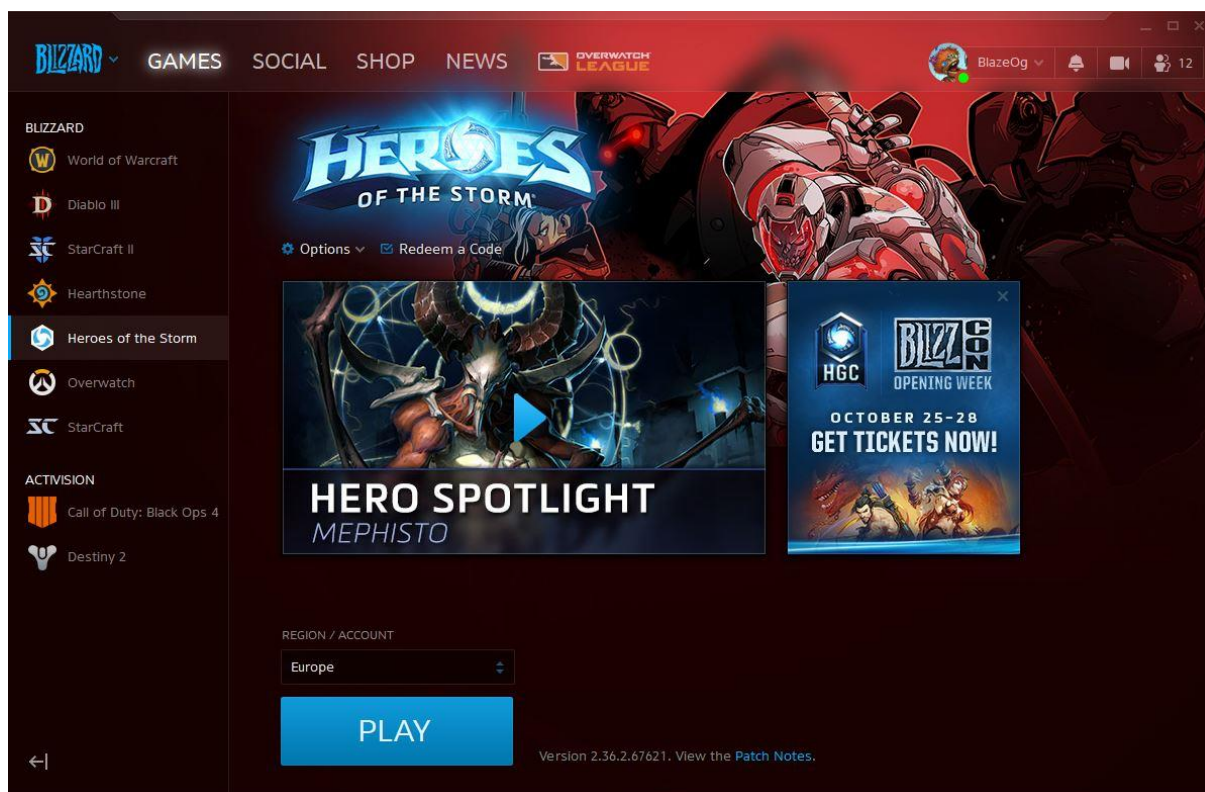 BLIZZARD
GAMES
SOCIAL
SHOP
NEWS
OVERWATCH
LEAGUE
BlazeOg
12
BLIZZARD
World of Warcraft
Diablo III
StarCraft II
Hearthstone
Heroes of the Storm
Overwatch
StarCraft
ACTIVISION
Call of Duty: Black Ops 4
Destiny 2
HEROES
OF THE STORM
Options
Redeem a Code
HERO SPOTLIGHT
MEPHISTO
HGC
BLIZZCON
OPENING WEEK
OCTOBER 25-28
GET TICKETS NOW!
REGION / ACCOUNT
Europe
PLAY
Version 2.36.2.67621. View the Patch Notes.